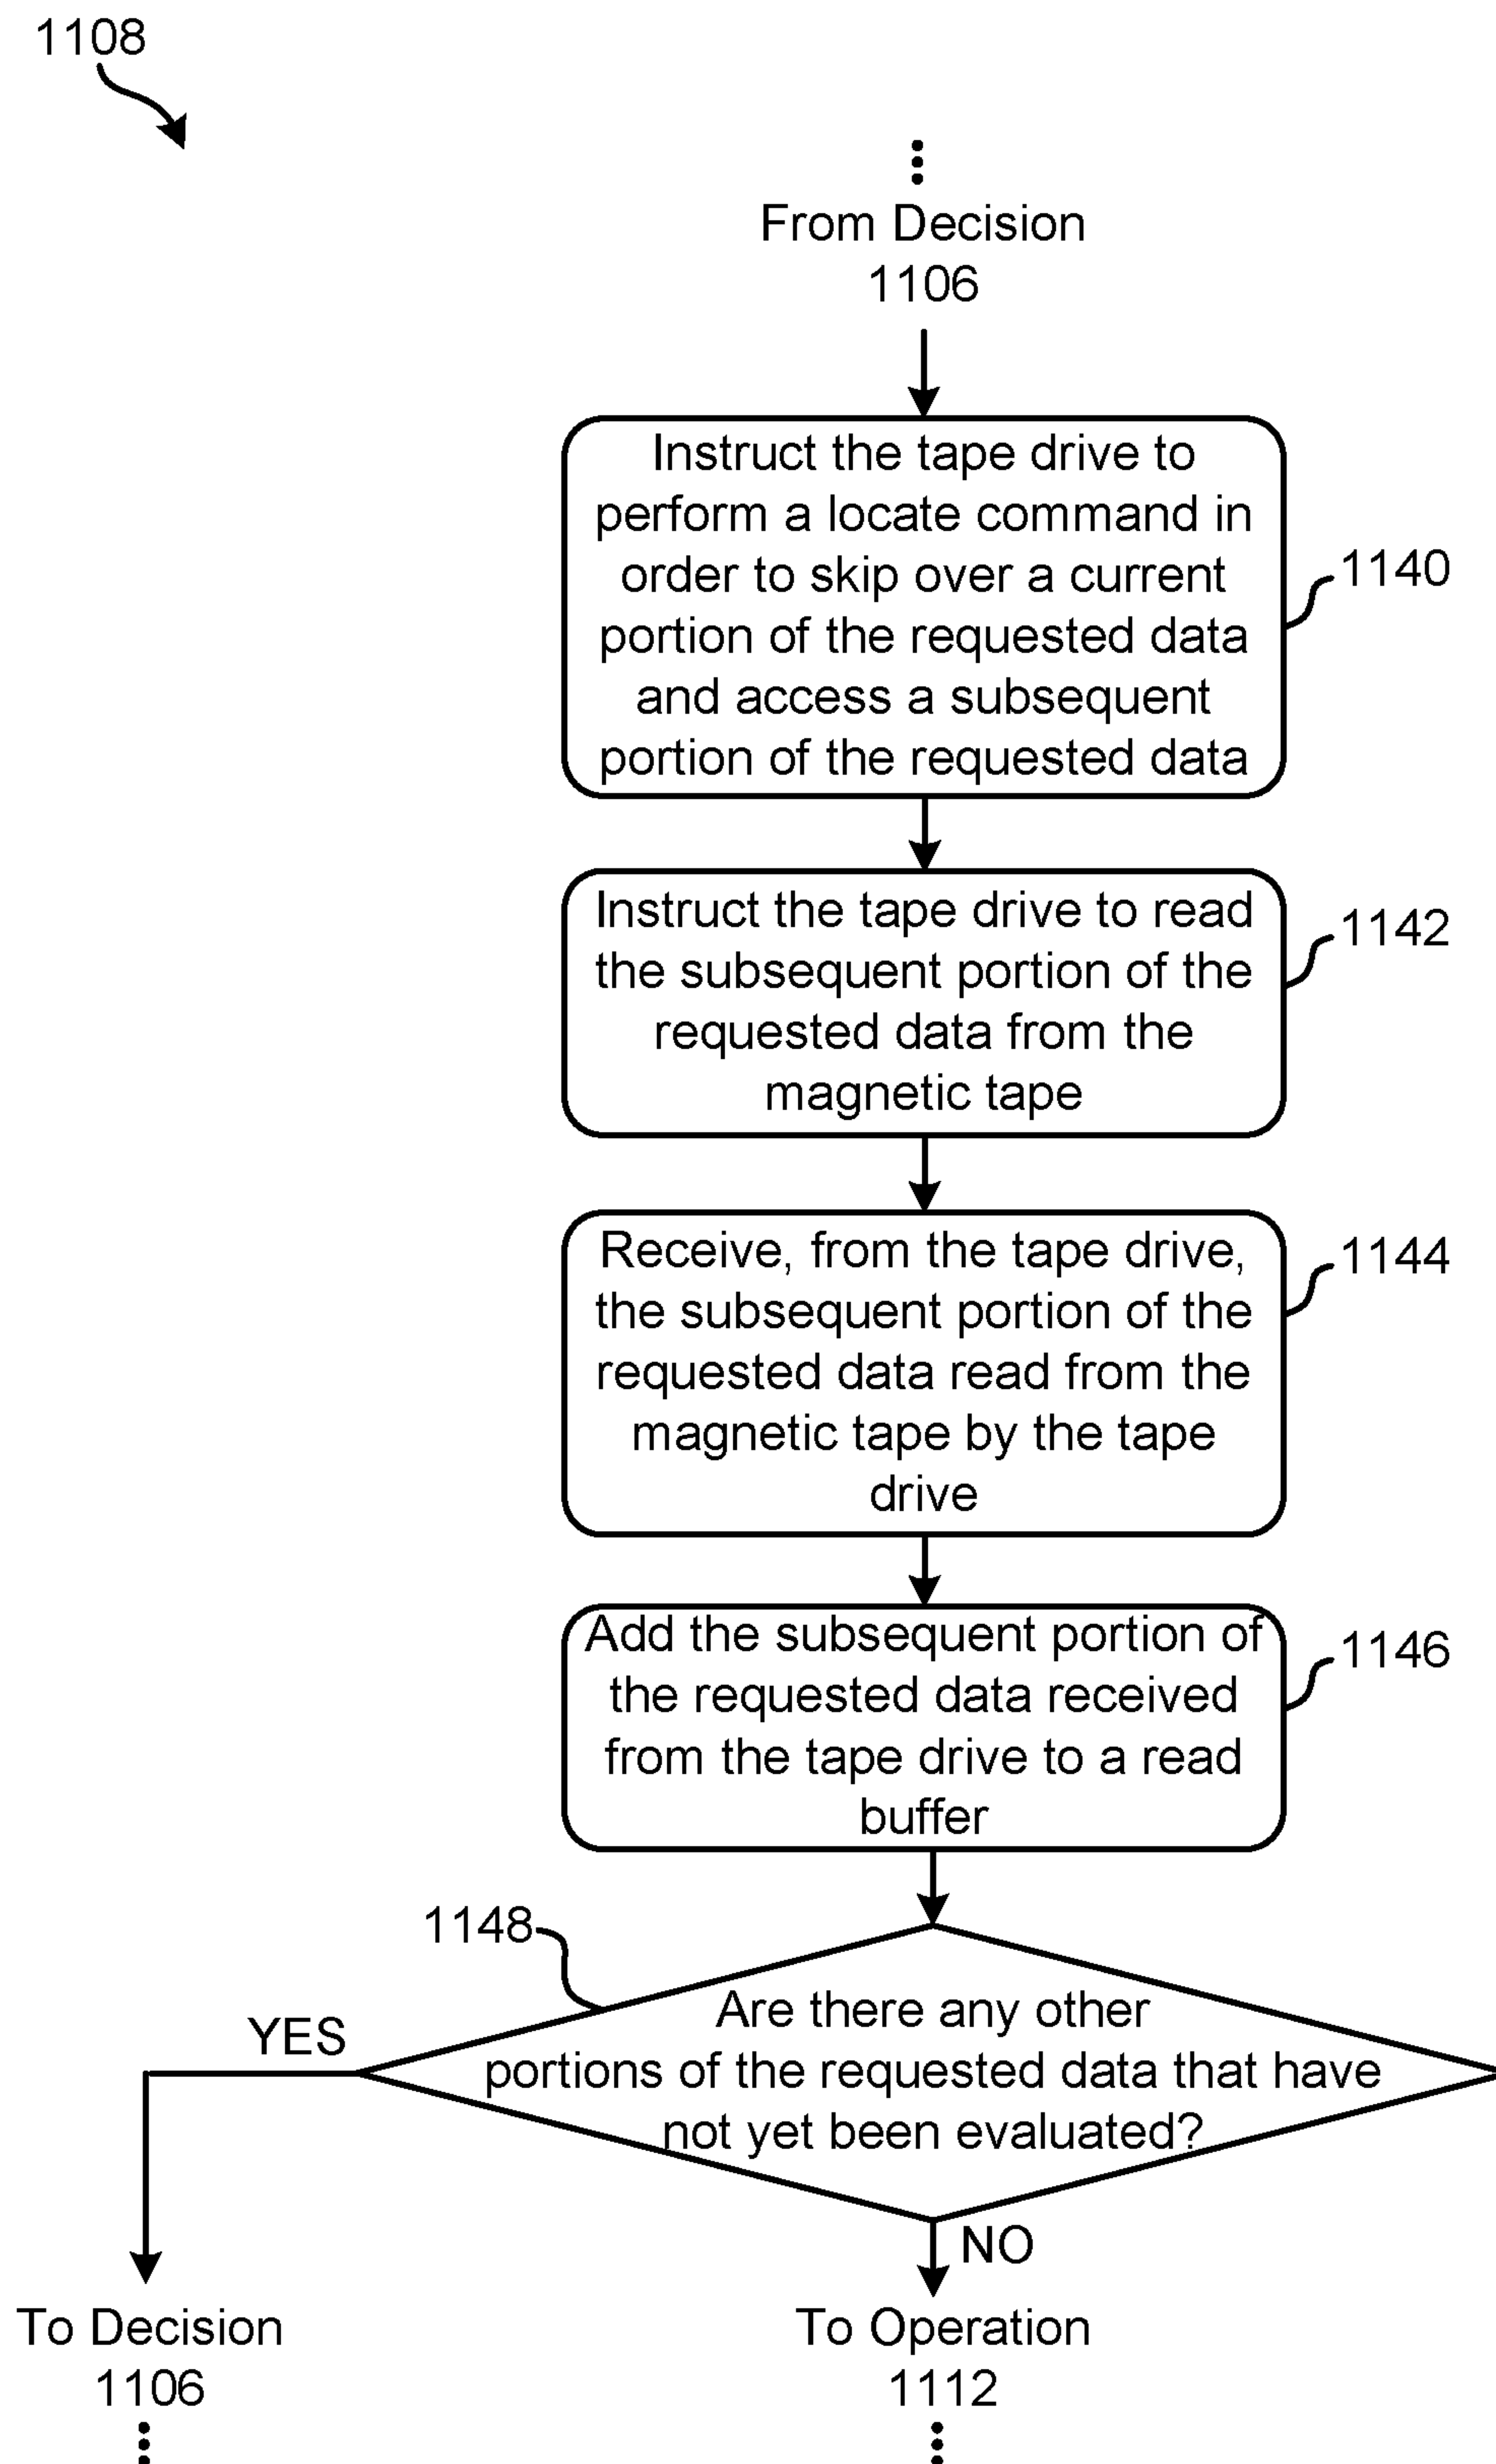 1108
From Decision
1106
Instruct the tape drive to
perform a locate command in
order to skip over a current
portion of the requested data
and access a subsequent
portion of the requested data
1140
Instruct the tape drive to read
the subsequent portion of the
requested data from the
magnetic tape
1142
Receive, from the tape drive,
the subsequent portion of the
requested data read from the
magnetic tape by the tape
drive
1144
Add the subsequent portion of
the requested data received
from the tape drive to a read
buffer
1146
1148
Are there any other
portions of the requested data that have
not yet been evaluated?
YES
NO
To Decision
1106
To Operation
1112